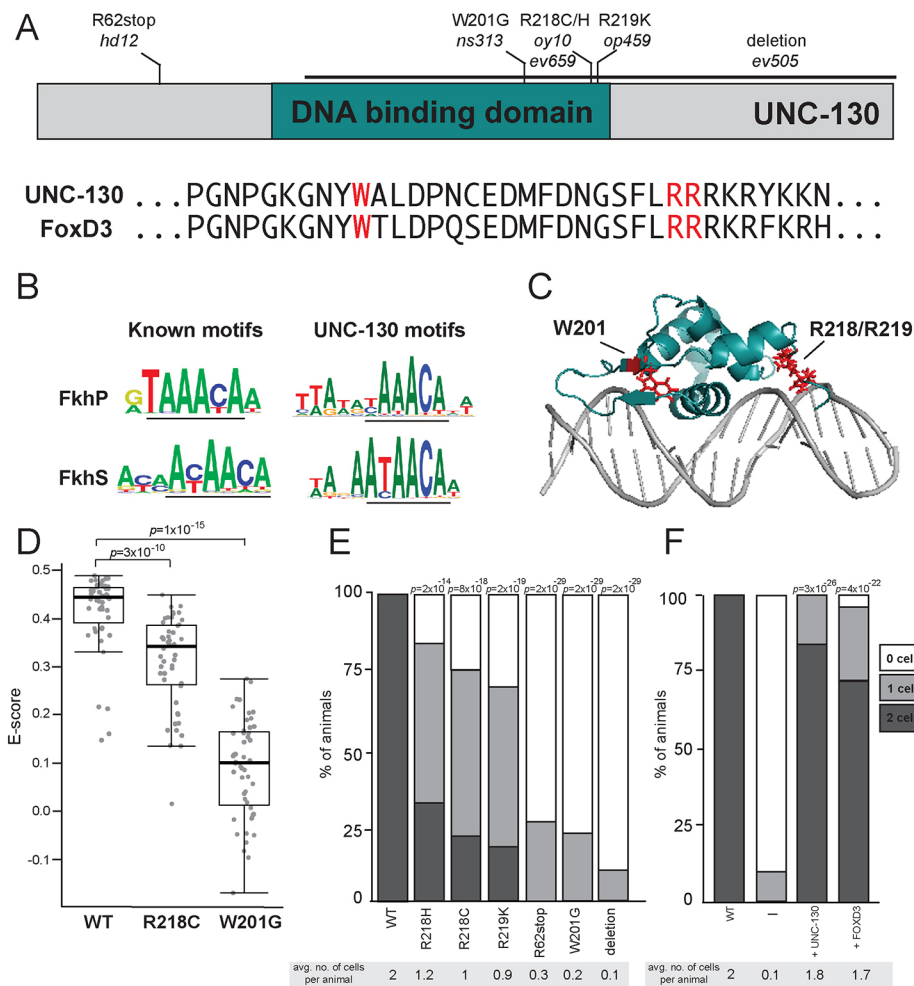 A
R62stop
hd12
W201G
ns313
R218C/H
oy10
ev659
R219K
op459
deletion
ev505
DNA binding domain
UNC-130
UNC-130 ...PGNPGKGNYWALDPNCEDMFDNGSFLRRRKRYKKN...
FoxD3 ...PGNPGKGNYWTLDPQSEDMFDNGSFLRRRKRFKRH...
B
Known motifs
UNC-130 motifs
FkhP
FkhS
C
W201
R218/R219
D
p=1x10-15
p=3x10-10
E-score
0.5
0.4
0.3
0.2
0.1
0.0
-0.1
WT R218C W201G
E
p=2x10-14 p=8x10-18 p=2x10-19 p=2x10-29 p=2x10-29 p=2x10-29
% of animals
100
75
50
25
0
WT R218H R218C R219K R62stop W201G deletion
avg. no. of cells
per animal
2 1.2 1 0.9 0.3 0.2 0.1
F
p=3x10-26 p=4x10-22
% of animals
100
75
50
25
0
WT – + UNC-130 + FOXD3
0 cel
1 cel
2 cel
avg. no. of cells
per animal
2 0.1 1.8 1.7